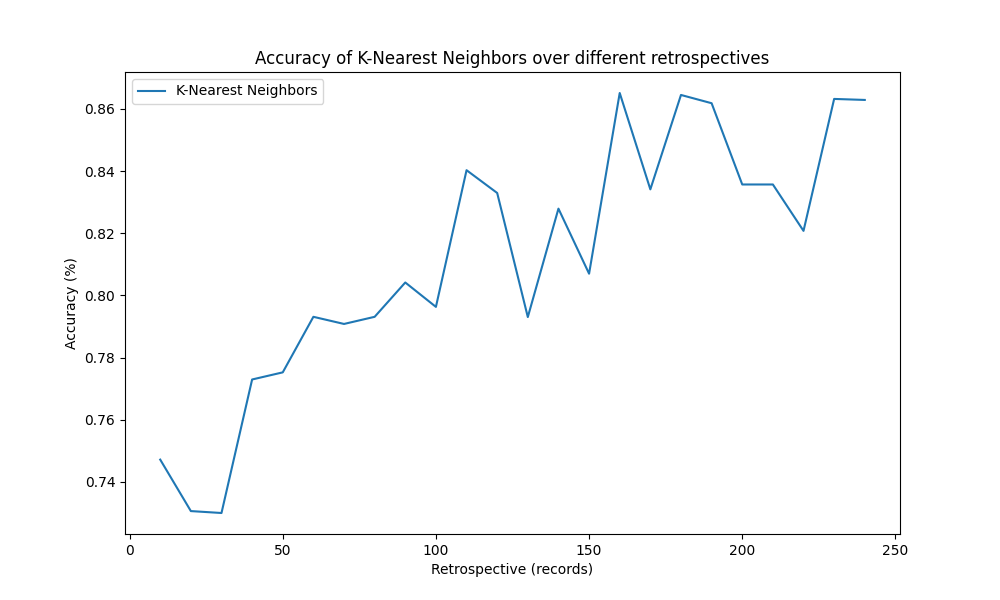 Accuracy of K-Nearest Neighbors over different retrospectives
K-Nearest Neighbors
0.86
0.84
0.82
0.80
0.78
0.76
0.74
Accuracy (%)
0 50 100 150 200 250
Retrospective (records)